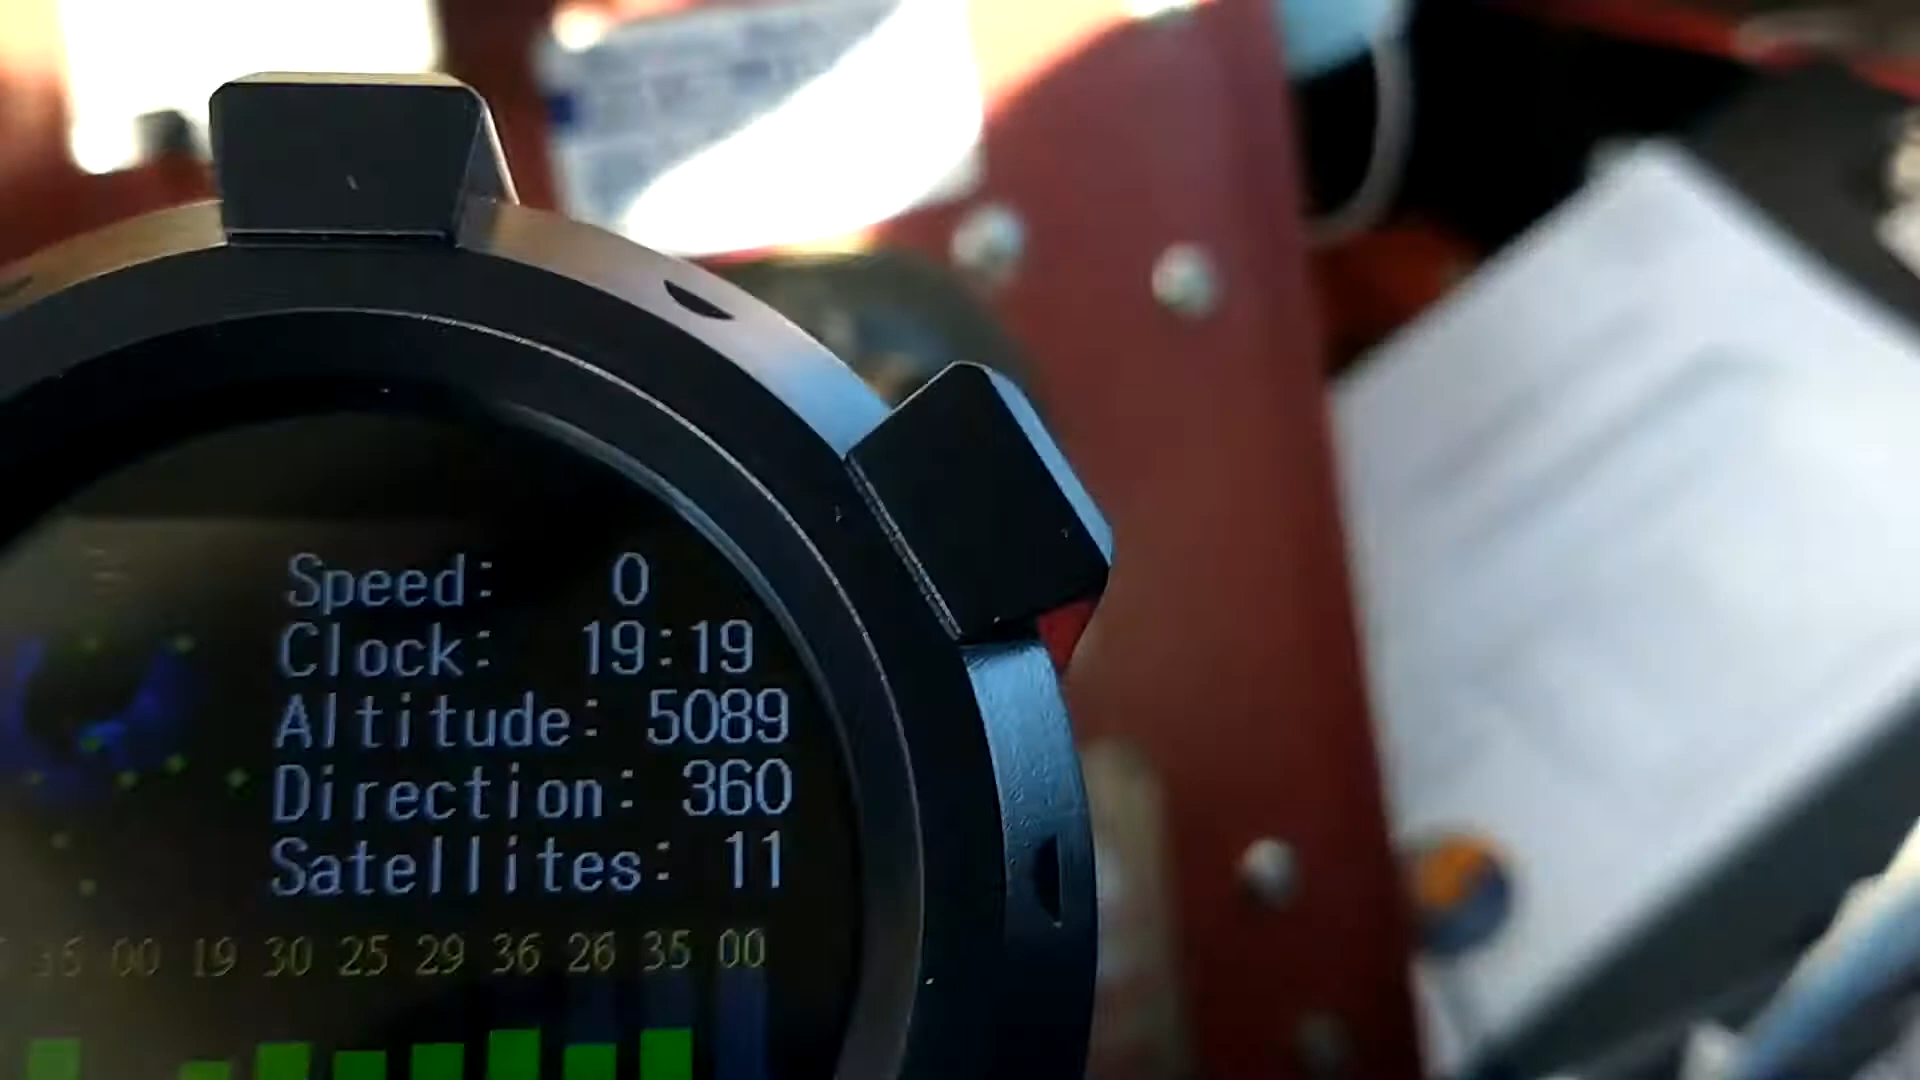 Speed: 0
Clock: 19:19
Altitude: 5089
Direction: 360
Satellites: 11
36 00 19 30 25 29 36 26 35 00